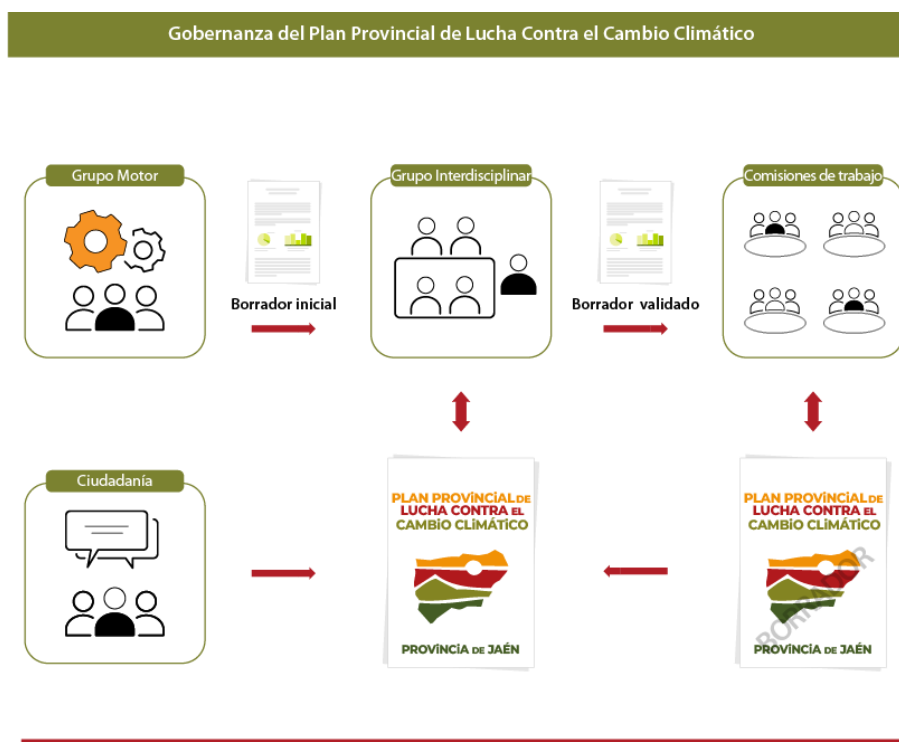 Gobernanza del Plan Provincial de Lucha Contra el Cambio Climático
Grupo Motor
Grupo Interdisciplinar
Comisiones de trabajo
Borrador inicial
Borrador validado
Ciudadanía
PLAN PROViNCiAL DE
LUCHA CONTRA EL
CAMBiO CLiMÁTiCO
PROViNCiA DE JAÉN
PLAN PROViNCiAL DE
LUCHA CONTRA EL
CAMBiO CLiMÁTiCO
BORRADOR
PROViNCiA DE JAÉN